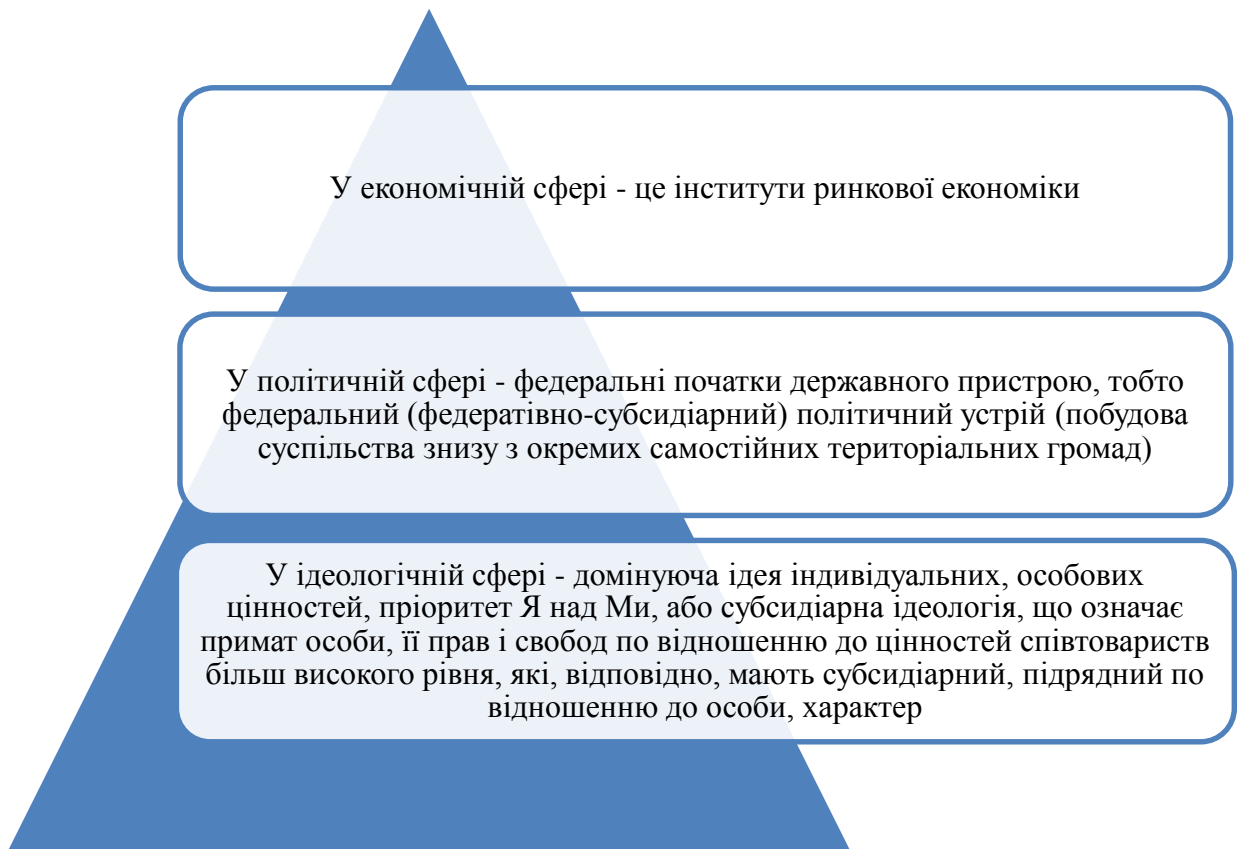 У економічній сфері - це інститути ринкової економіки
У політичній сфері - федеральні початки державного пристрою, тобто
федеральний (федератівно-субсидіарний) політичний устрій (побудова
суспільства знизу з окремих самостійних територіальних громад)
У ідеологічній сфері - домінуюча ідея індивідуальних, особових
цінностей, пріоритет Я над Ми, або субсидіарна ідеологія, що означає
примат особи, її прав і свобод по відношенню до цінностей співтовариств
більш високого рівня, які, відповідно, мають субсидіарний, підрядний по
відношенню до особи, характер